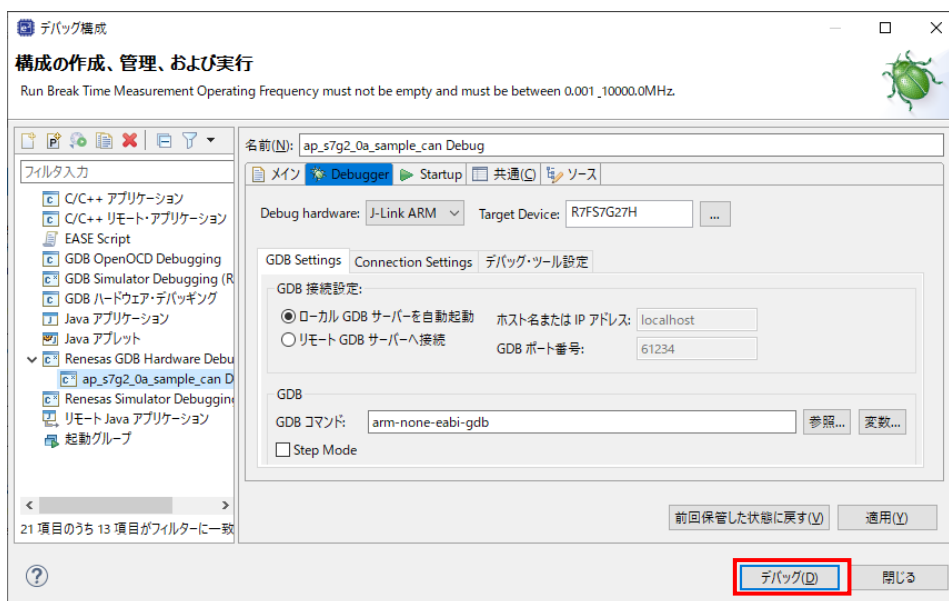 デバッグ構成
構成の作成、管理、および実行
Run Break Time Measurement Operating Frequency must not be empty and must be between 0.001 _10000.0MHz.
フィルタ入力
C/C++ アプリケーション
C/C++ リモート・アプリケーション
EASE Script
GDB OpenOCD Debugging
GDB Simulator Debugging (R
GDB ハードウェア・デバッギング
Java アプリケーション
Java アプレット
Renesas GDB Hardware Debu
ap_s7g2_0a_sample_can D
Renesas Simulator Debugging
リモート Java アプリケーション
起動グループ
21 項目のうち 13 項目がフィルターに一致
名前(N): ap_s7g2_0a_sample_can Debug
メイン Debugger Startup 共通(C) ソース
Debug hardware: J-Link ARM Target Device: R7FS7G27H ...
GDB Settings Connection Settings デバッグ・ツール設定
GDB 接続設定:
ローカル GDB サーバーを自動起動 ホスト名または IP アドレス: localhost
リモート GDB サーバーへ接続 GDB ポート番号: 61234
GDB
GDB コマンド: arm-none-eabi-gdb 参照... 変数...
Step Mode
前回保管した状態に戻す(V) 適用(Y)
デバッグ(D) 閉じる